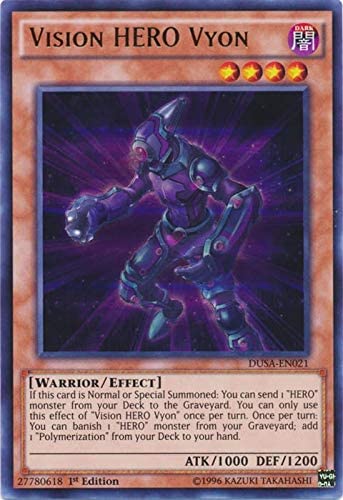 Vision HERO Vyon
DARK
闇
DUSA-EN021
[WARRIOR/EFFECT]
If this card is Normal or Special Summoned: You can send 1 "HERO"
monster from your Deck to the Graveyard. You can only use this
effect of "Vision HERO Vyon" once per turn. Once per turn:
You can banish 1 "HERO" monster from your Graveyard; add
1 "Polymerization" from your Deck to your hand.
ATK/1000 DEF/1200
27780618 1st Edition ©1996 KAZUKI TAKAHASHI